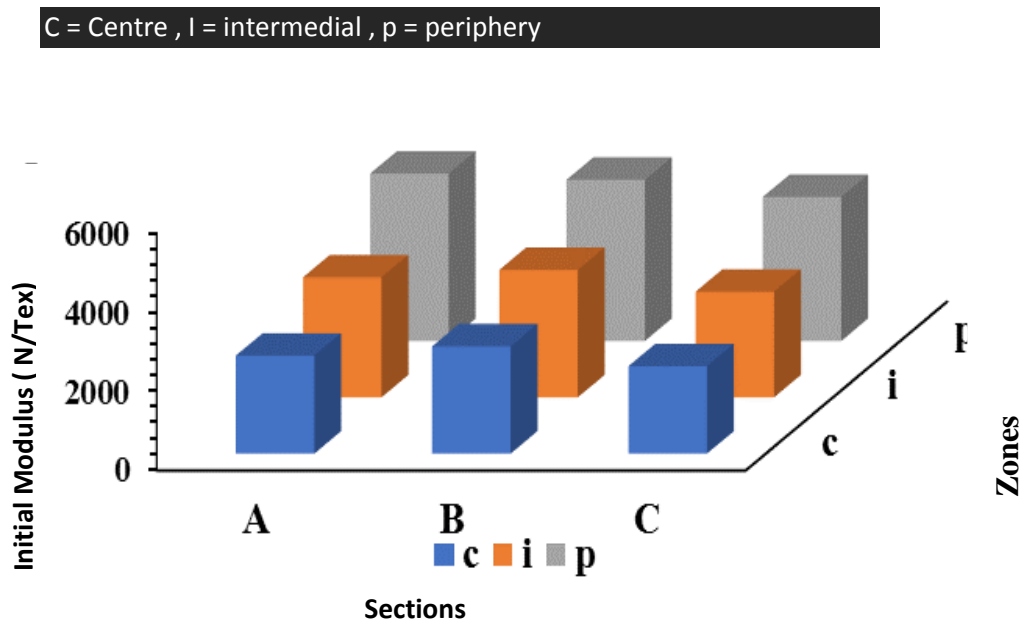 C = Centre , I = intermedial , p = periphery
Initial Modulus ( N/Tex)
6000
4000
2000
0
A B C
c
i
p
Zones
c i p
Sections